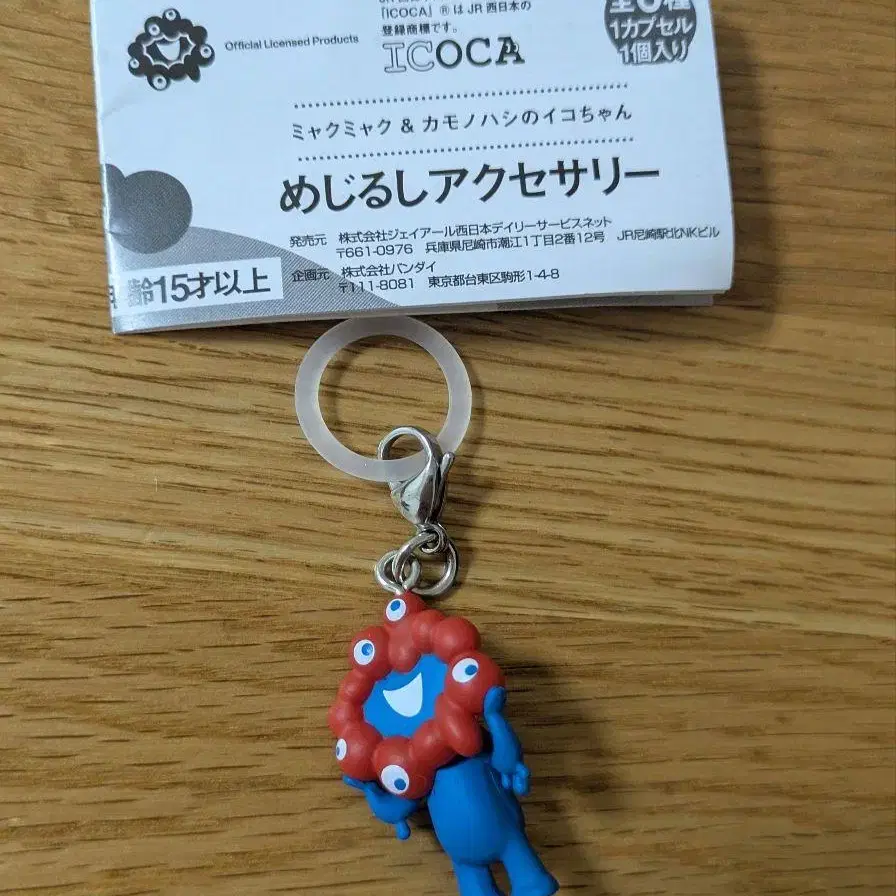 「ICOCA」®はJR西日本の
登録商標です。
ICOCA
Official Licensed Products
1カプセル
1個入り
ミャクミャク & カモノハシのイコちゃん
めじるしアクセサリー
発売元 株式会社ジェイアール西日本デイリーサービスネット
〒661-0976 兵庫県尼崎市潮江1丁目2番12号 JR尼崎駅北NKビル
企画元 株式会社バンダイ
〒111-8081 東京都台東区駒形1-4-8
齢15才以上